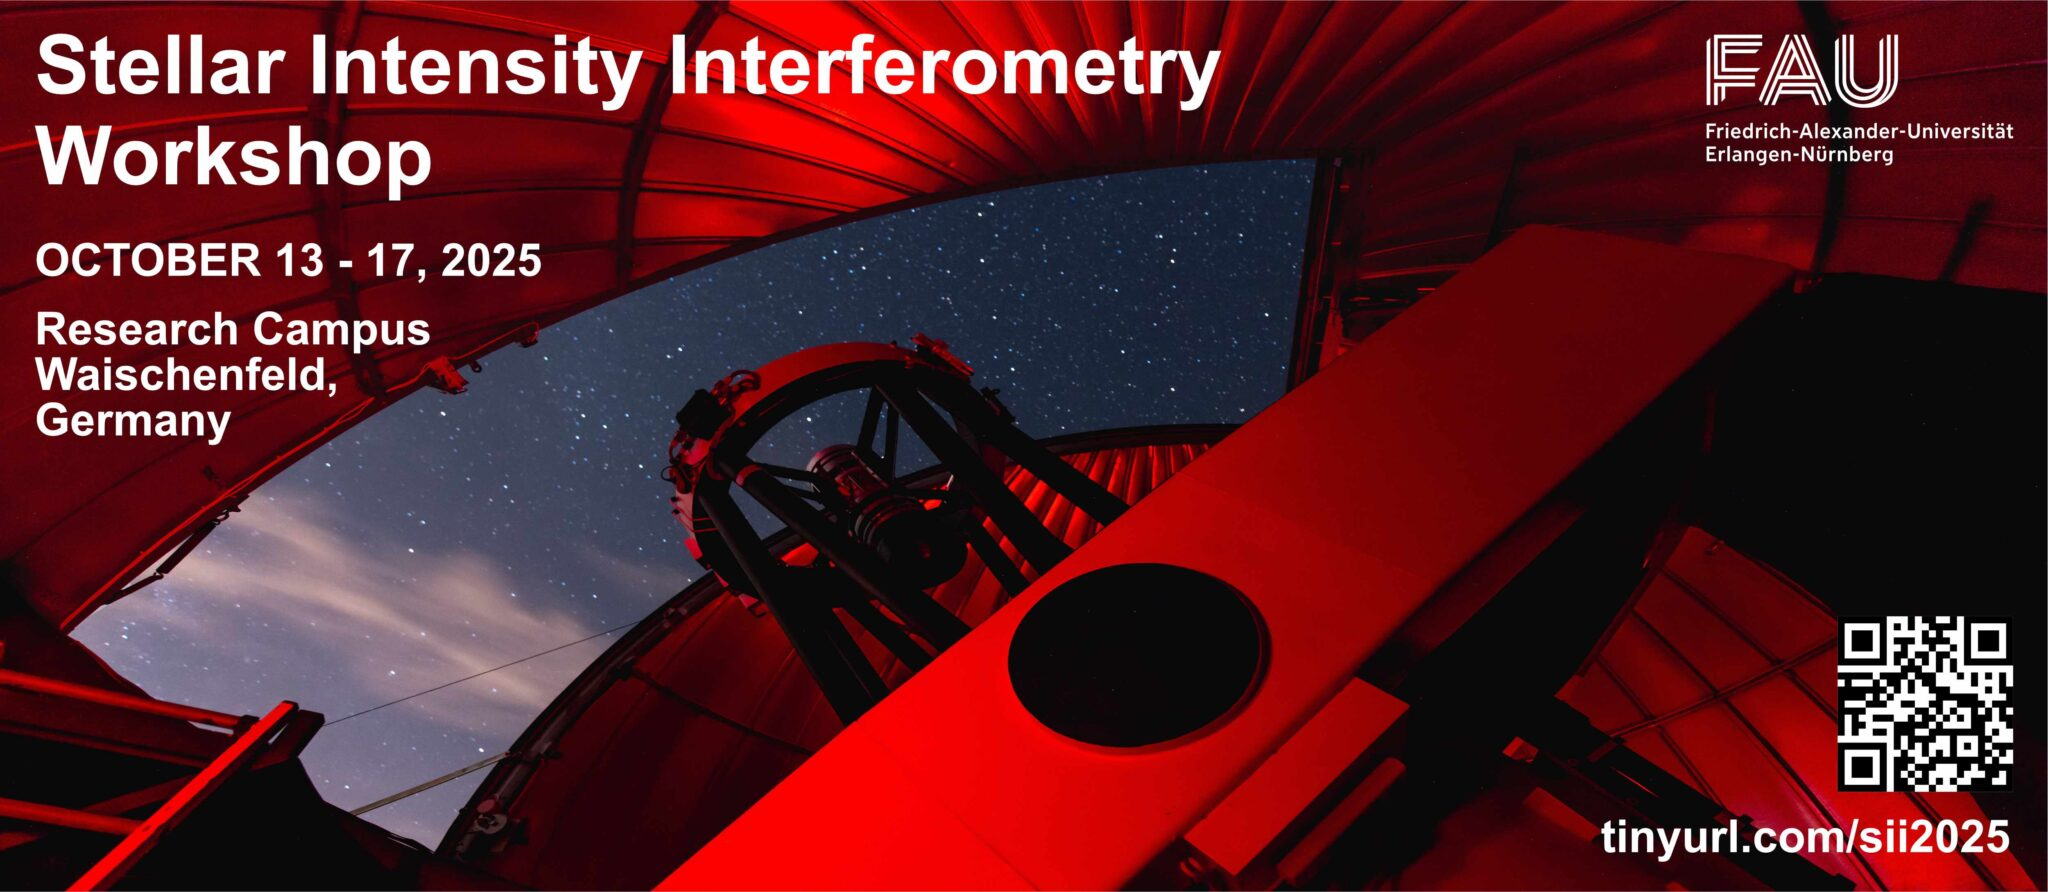 Stellar Intensity Interferometry
Workshop
OCTOBER 13 - 17, 2025
Research Campus
Waischenfeld,
Germany
FAU
Friedrich-Alexander-Universität
Erlangen-Nürnberg
tinyurl.com/sii2025